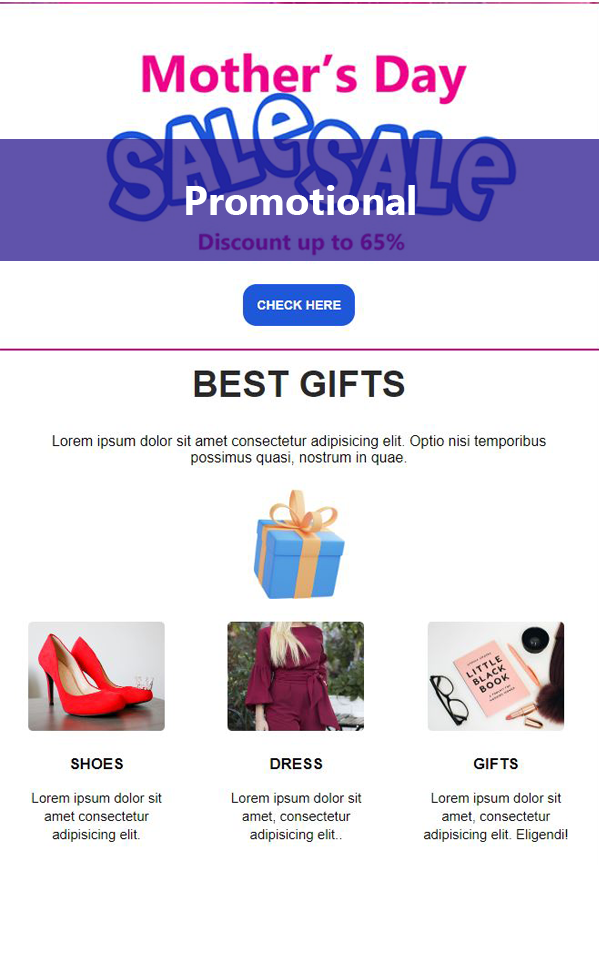 Mother's Day
SALE SALE
Promotional
Discount up to 65%
CHECK HERE
BEST GIFTS
Lorem ipsum dolor sit amet consectetur adipisicing elit. Optio nisi temporibus
possimus quasi, nostrum in quae.
LITTLE
BLACK
BOOK
SHOES
DRESS
GIFTS
Lorem ipsum dolor sit
amet consectetur
adipisicing elit.
Lorem ipsum dolor sit
amet consectetur
adipisicing elit..
Lorem ipsum dolor sit
amet consectetur
adipisicing elit. Eligendi!